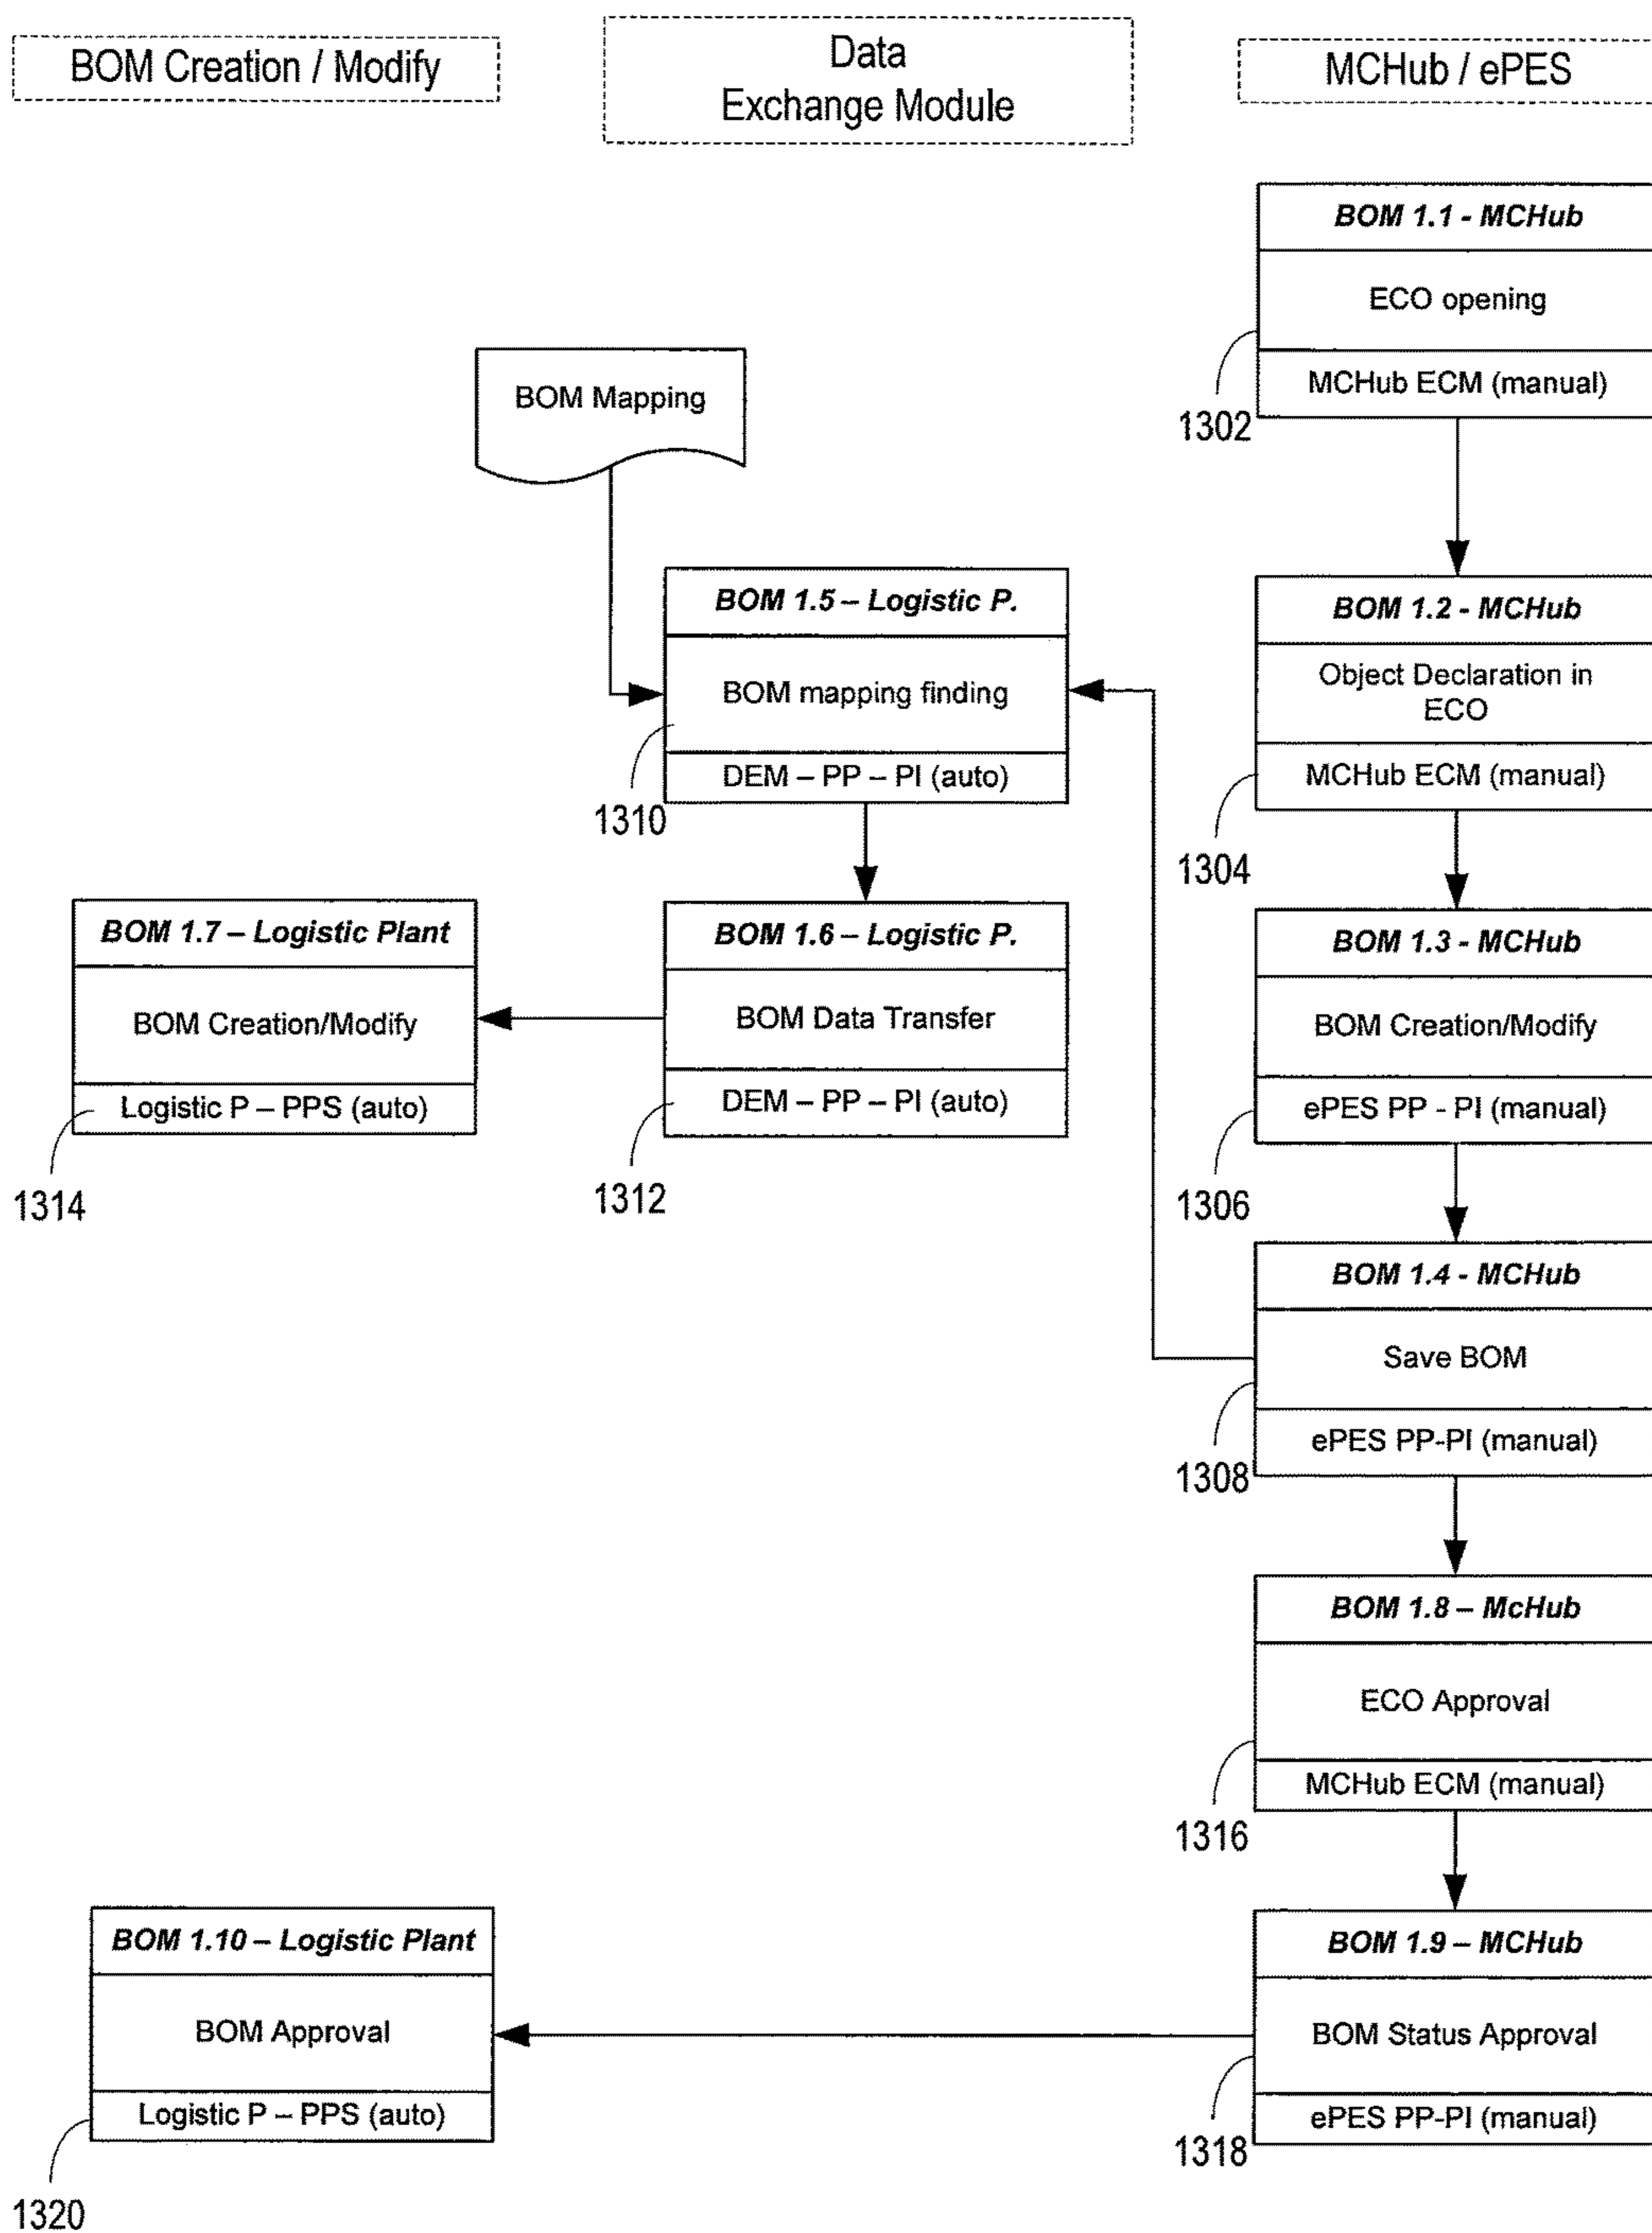 BOM Creation / Modify
Data
Exchange Module
MCHub / ePES
BOM 1.1 - MCHub
ECO opening
MCHub ECM (manual)
1302
BOM Mapping
BOM 1.5 – Logistic P.
BOM mapping finding
DEM – PP – PI (auto)
1310
BOM 1.2 - MCHub
Object Declaration in
ECO
MCHub ECM (manual)
1304
BOM 1.7 – Logistic Plant
BOM Creation/Modify
Logistic P – PPS (auto)
1314
BOM 1.6 – Logistic P.
BOM Data Transfer
DEM – PP – PI (auto)
1312
BOM 1.3 - MCHub
BOM Creation/Modify
ePES PP - PI (manual)
1306
BOM 1.4 - MCHub
Save BOM
ePES PP-PI (manual)
1308
BOM 1.8 – McHub
ECO Approval
MCHub ECM (manual)
1316
BOM 1.10 – Logistic Plant
BOM Approval
Logistic P – PPS (auto)
1320
BOM 1.9 – MCHub
BOM Status Approval
ePES PP-PI (manual)
1318